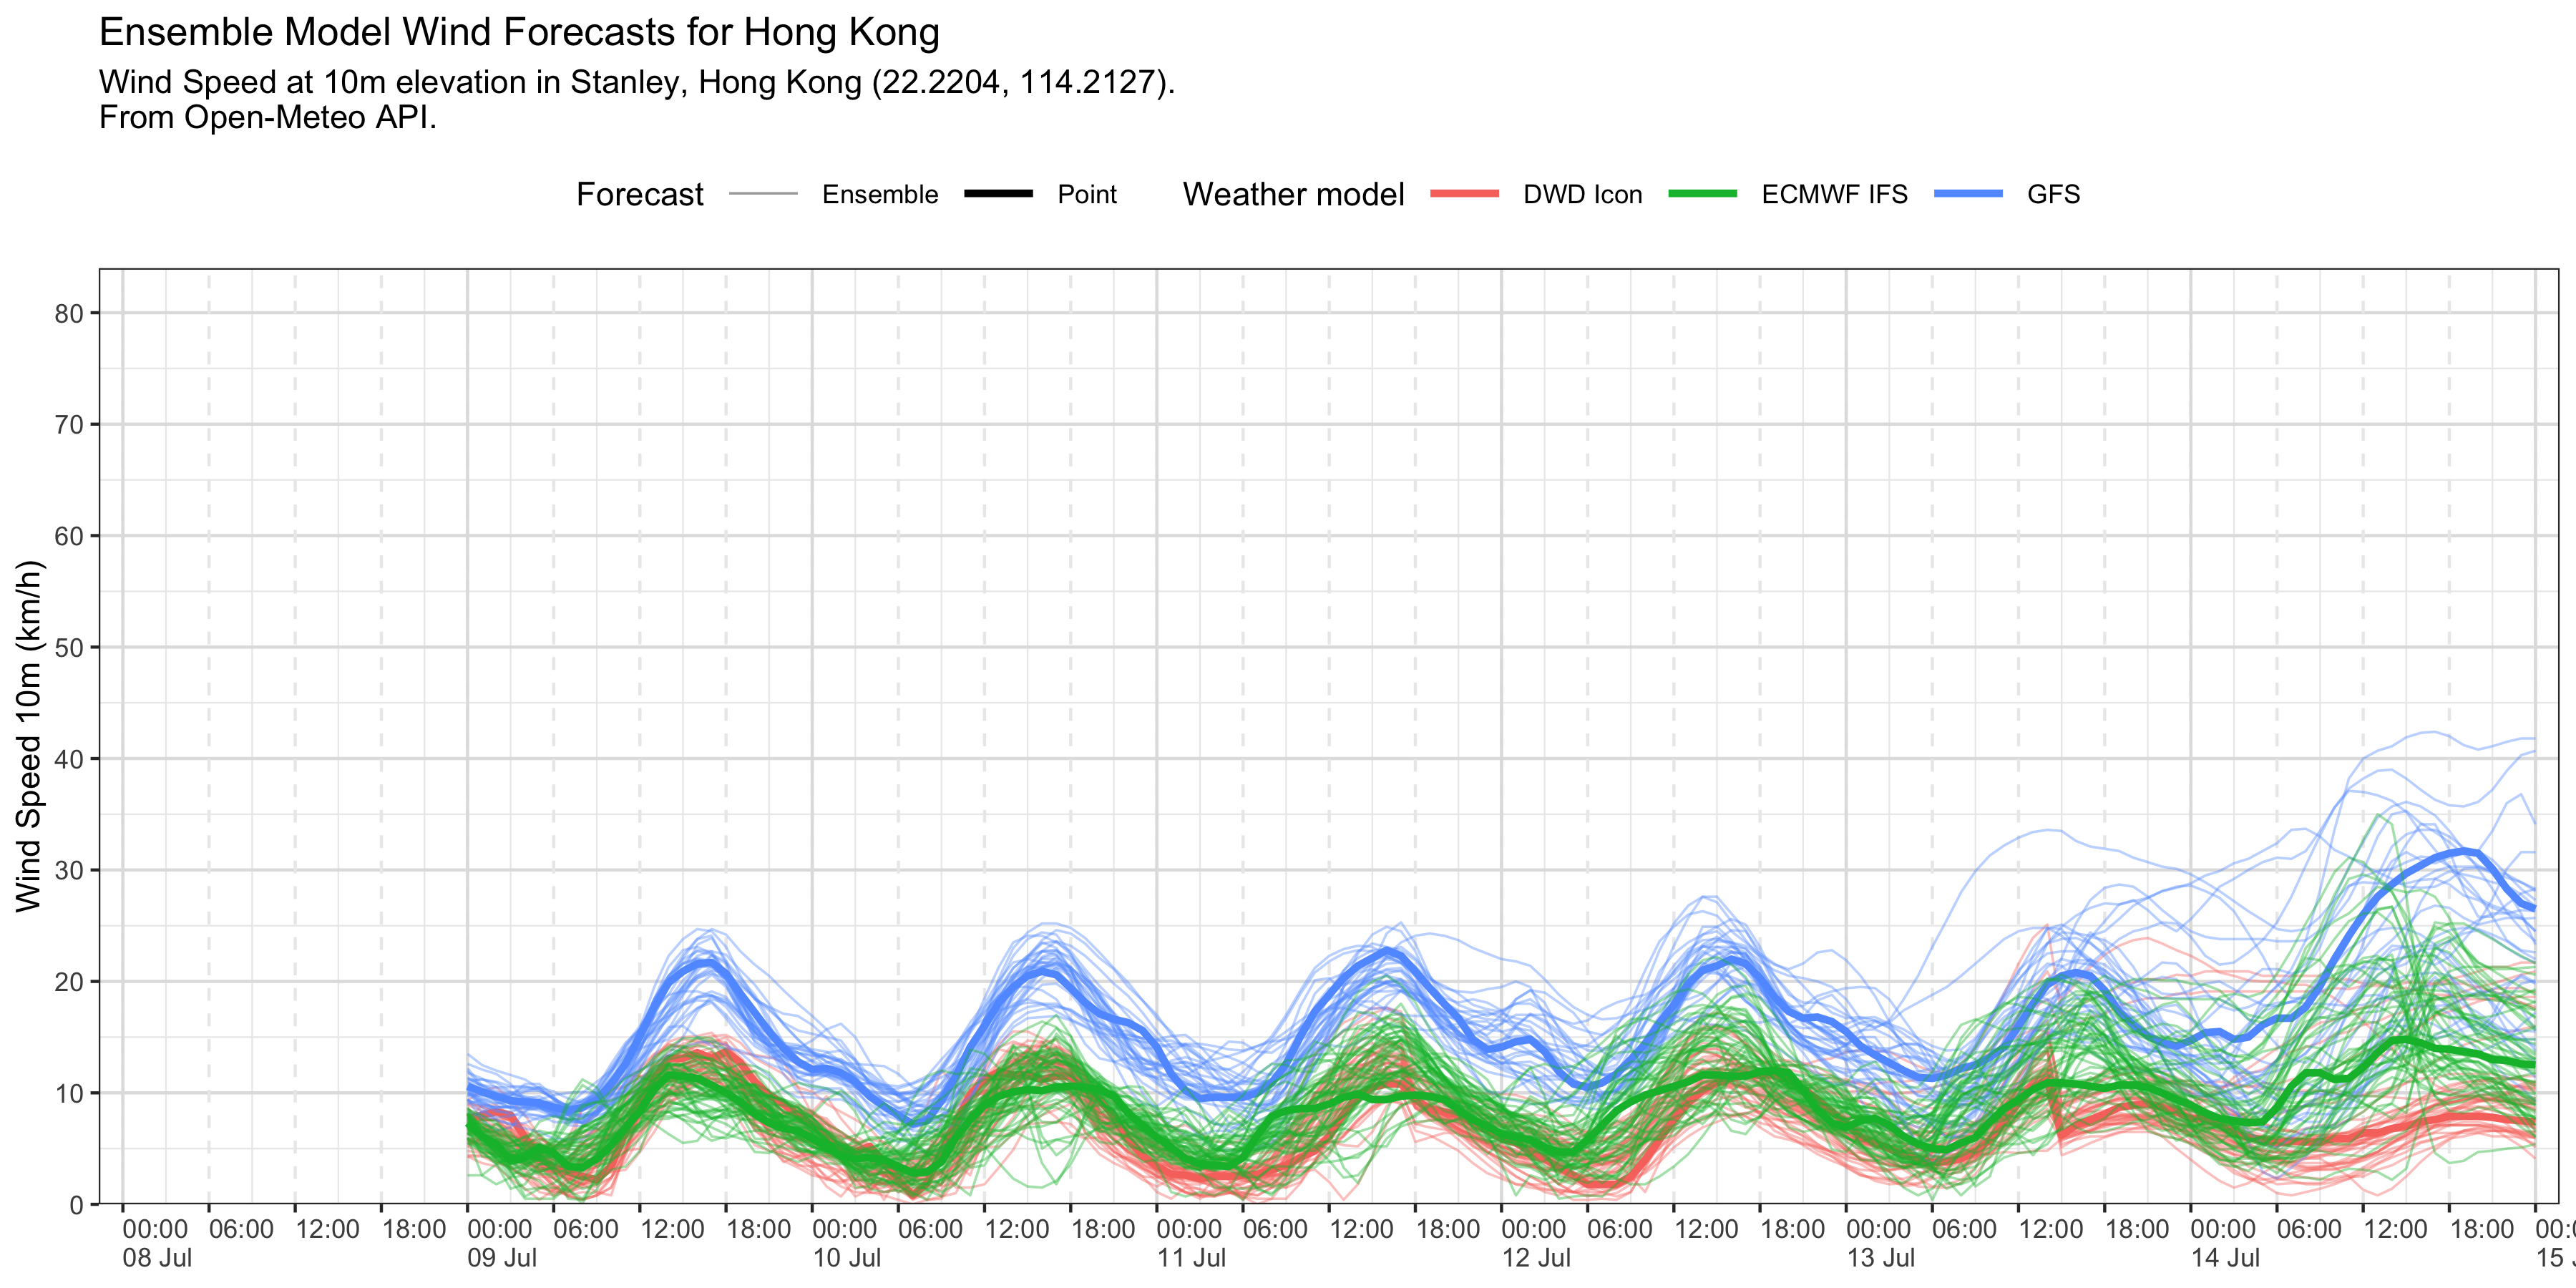 Ensemble Model Wind Forecasts for Hong Kong
Wind Speed at 10m elevation in Stanley, Hong Kong (22.2204, 114.2127).
From Open-Meteo API.
Forecast Ensemble Point Weather model DWD Icon ECMWF IFS GFS
Wind Speed 10m (km/h)
80
70
60
50
40
30
20
10
0
00:00 06:00 12:00 18:00 00:00 06:00 12:00 18:00 00:00 06:00 12:00 18:00 00:00 06:00 12:00 18:00 00:00 06:00 12:00 18:00 00:00 06:00 12:00 18:00 00:00 06:00 12:00 18:00 00:0
08 Jul 09 Jul 10 Jul 11 Jul 12 Jul 13 Jul 14 Jul 15 J